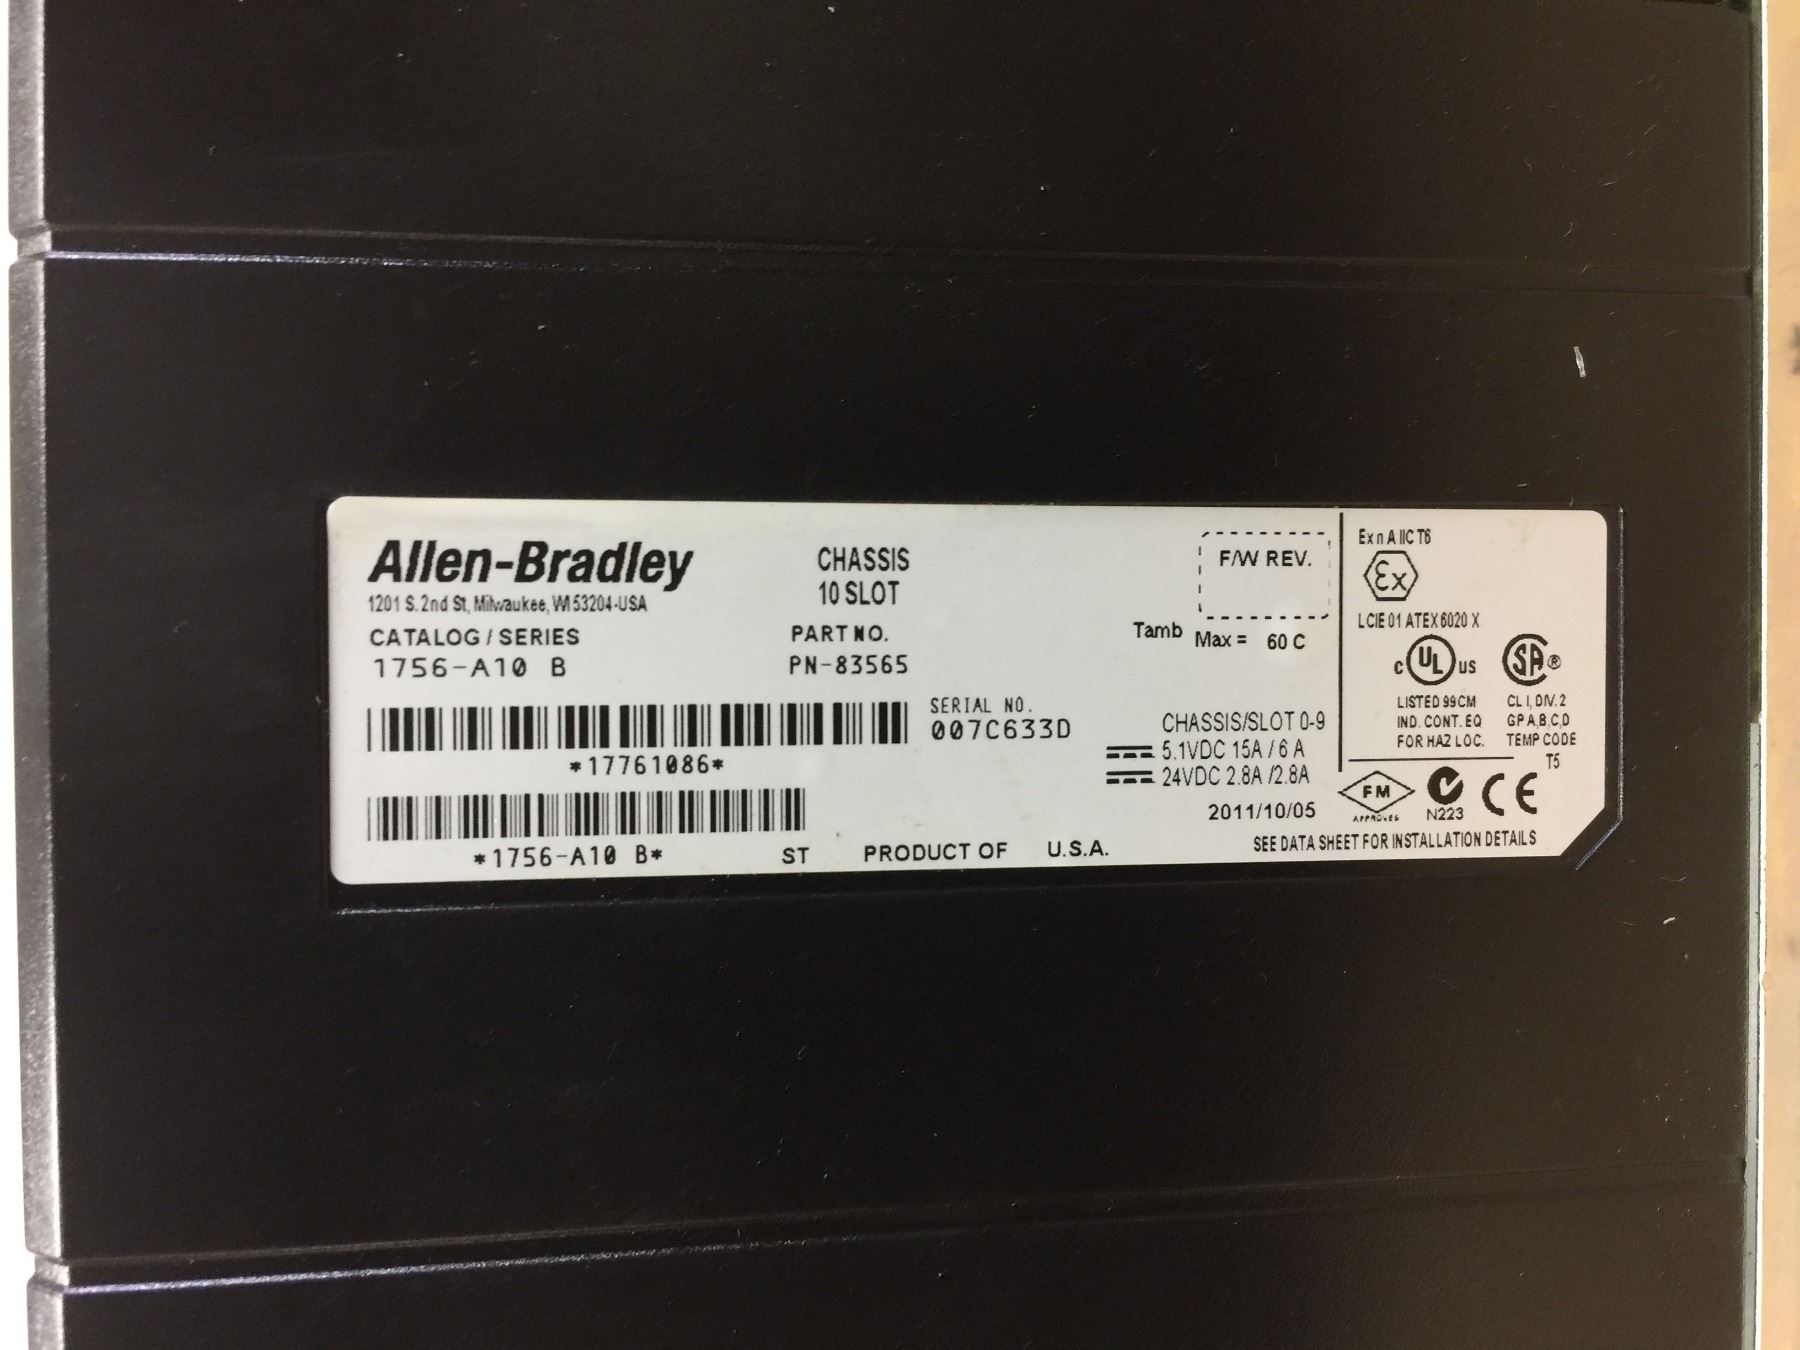 Allen-Bradley
1201 S. 2nd St, Milwaukee, WI 53204-USA
CHASSIS
10 SLOT
CATALOG / SERIES
1756-A10 B
PART NO.
PN-83565
SERIAL NO.
007C633D
*17761086*
*1756-A10 B*
ST
PRODUCT OF U.S.A.
F/W REV.
Tamb Max = 60 C
CHASSIS/SLOT 0-9
5.1VDC 15A / 6 A
24VDC 2.8A /2.8A
2011/10/05
Ex n A IIC T6
Ex
LCIE 01 ATEX 6020 X
C UL US
LISTED 99CM
IND. CONT. EQ
FOR HAZ LOC.
SA ®
CL I, DIV. 2
GP A,B,C,D
TEMP CODE
T5
FM
APPROVED
N223
CE
SEE DATA SHEET FOR INSTALLATION DETAILS